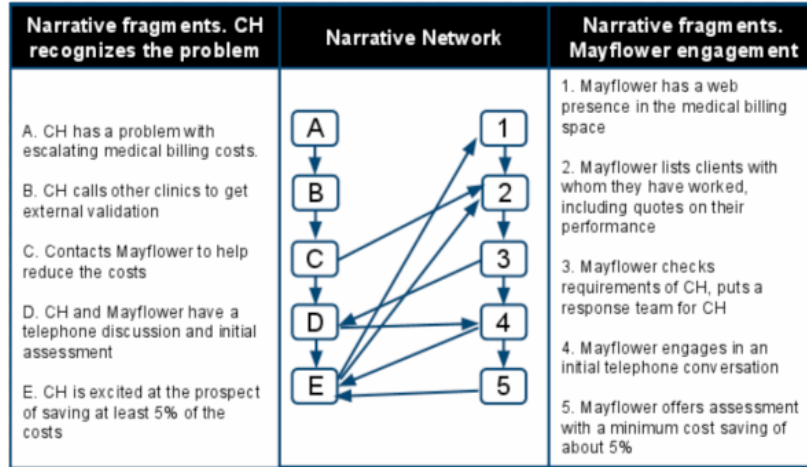 Narrative fragments. CH
recognizes the problem
Narrative Network
Narrative fragments.
Mayflower engagement
A. CH has a problem with
escalating medical billing costs.
B. CH calls other clinics to get
external validation
C. Contacts Mayflower to help
reduce the costs
D. CH and Mayflower have a
telephone discussion and initial
assessment
E. CH is excited at the prospect
of saving at least 5% of the
costs
A
B
C
D
E
1
2
3
4
5
1. Mayflower has a web
presence in the medical billing
space
2. Mayflower lists clients with
whom they have worked,
including quotes on their
performance
3. Mayflower checks
requirements of CH, puts a
response team for CH
4. Mayflower engages in an
initial telephone conversation
5. Mayflower offers assessment
with a minimum cost saving of
about 5%